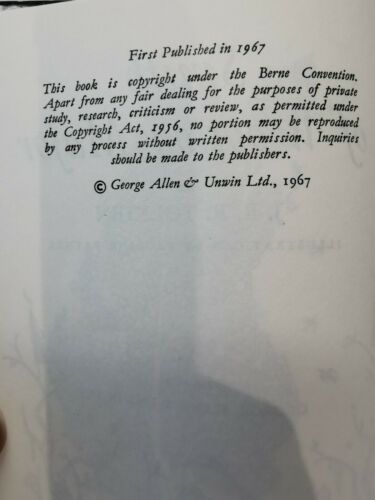 First Published in 1967
This book is copyright under the Berne Convention.
Apart from any fair dealing for the purposes of private
study, research, criticism or review, as permitted under
the Copyright Act, 1956, no portion may be reproduced
by any process without written permission. Inquiries
should be made to the publishers.
© George Allen & Unwin Ltd., 1967